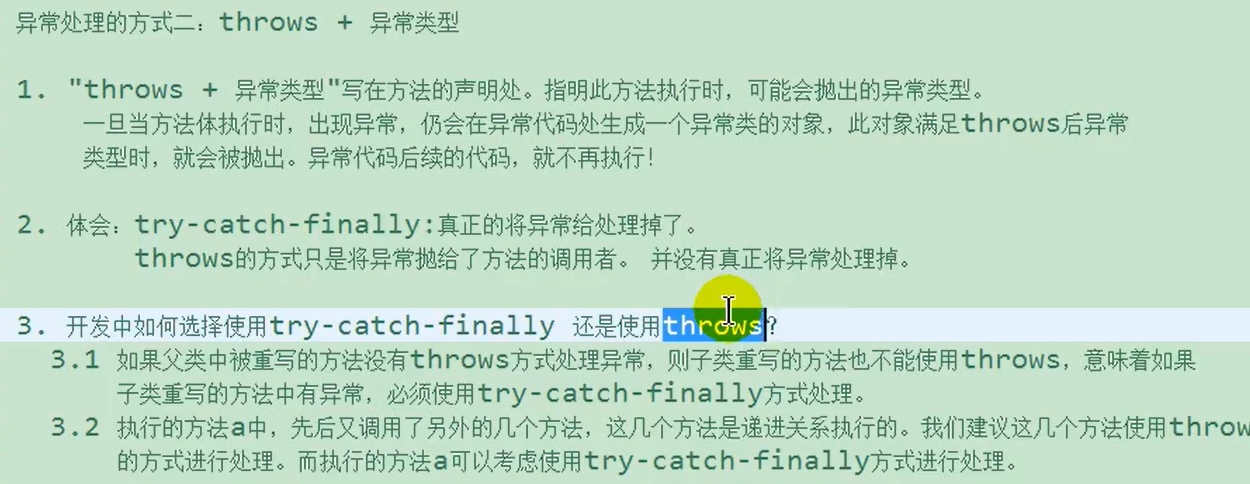 异常处理的方式二：throws + 异常类型
1. "throws + 异常类型"写在方法的声明处。指明此方法执行时，可能会抛出的异常类型。
一旦当方法体执行时，出现异常，仍会在异常代码处生成一个异常类的对象，此对象满足throws后异常
类型时，就会被抛出。异常代码后续的代码，就不再执行！
2. 体会：try-catch-finally:真正的将异常给处理掉了。
throws的方式只是将异常抛给了方法的调用者。 并没有真正将异常处理掉。
3. 开发中如何选择使用try-catch-finally 还是使用throws？
3.1 如果父类中被重写的方法没有throws方式处理异常，则子类重写的方法也不能使用throws，意味着如果
子类重写的方法中有异常，必须使用try-catch-finally方式处理。
3.2 执行的方法a中，先后又调用了另外的几个方法，这几个方法是递进关系执行的。我们建议这几个方法使用throw
的方式进行处理。而执行的方法a可以考虑使用try-catch-finally方式进行处理。